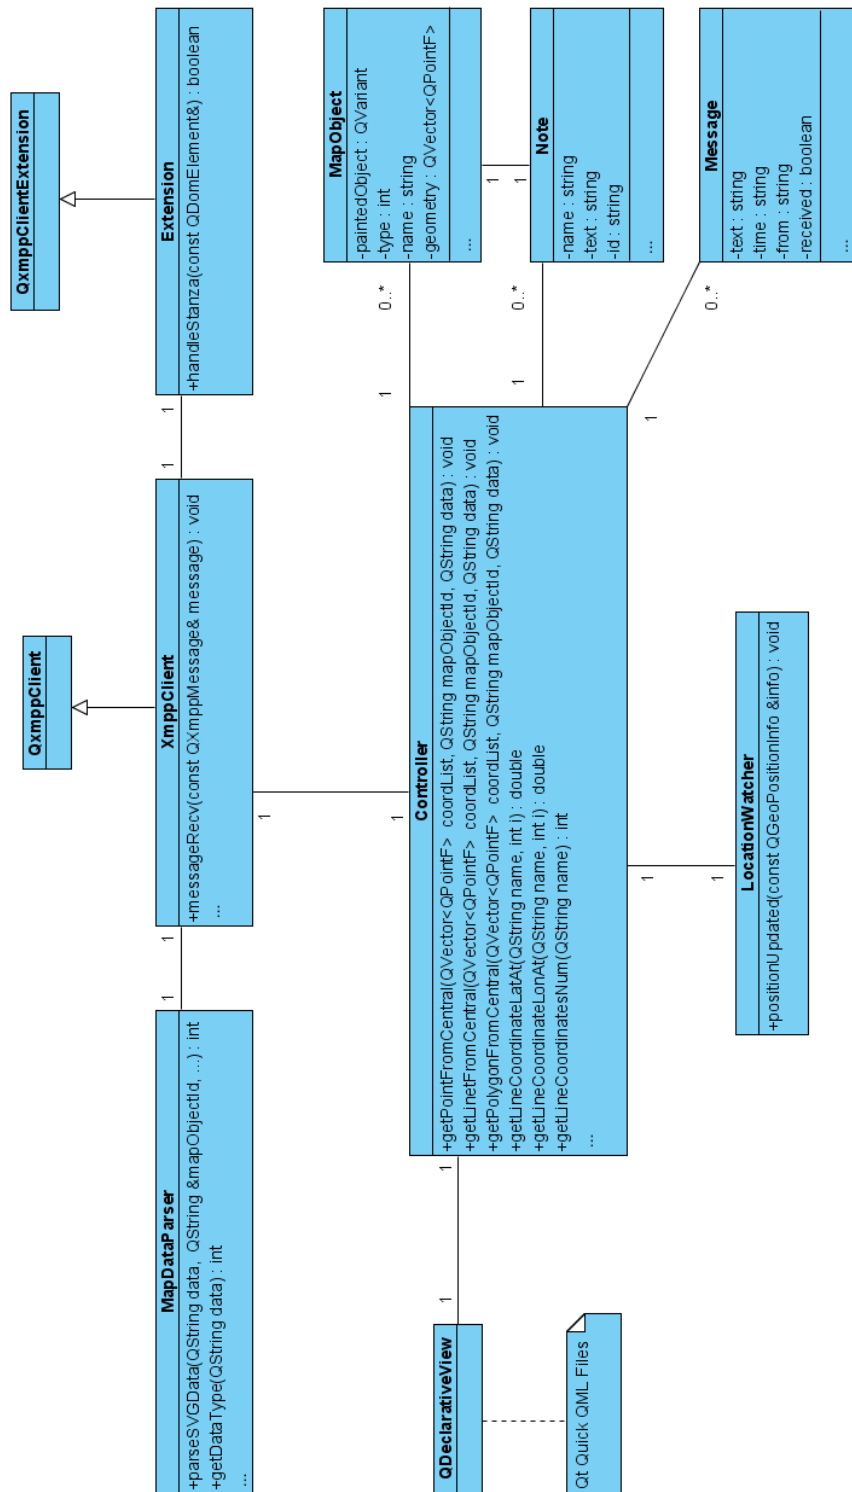 QxmppClient
QxmppClientExtension
MapDataParser
+parseSVGData(QString data, QString &mapObjectId, ...) : int
+getDataType(QString data) : int
...
1
1
XmppClient
+messageRecv(const QXmppMessage& message) : void
...
1
1
Extension
+handleStanza(const QDomElement&) : boolean
1
1
QDeclarativeView
1
1
Qt Quick QML Files
Controller
+getPointFromCentral(QVector<QPointF> coordList, QString mapObjectId, QString data) : void
+getLinetFromCentral(QVector<QPointF> coordList, QString mapObjectId, QString data) : void
+getPolygonFromCentral(QVector<QPointF> coordList, QString mapObjectId, QString data) : void
+getLineCoordinateLatAt(QString name, int i) : double
+getLineCoordinateLonAt(QString name, int i) : double
+getLineCoordinatesNum(QString name) : int
...
1
0..*
MapObject
-paintedObject : QVariant
-type : int
-name : string
-geometry : QVector<QPointF>
...
1
1
1
0..*
Note
-name : string
-text : string
-id : string
...
1
0..*
Message
-text : string
-time : string
-from : string
-received : boolean
...
1
1
LocationWatcher
+positionUpdated(const QGeoPositionInfo &info) : void